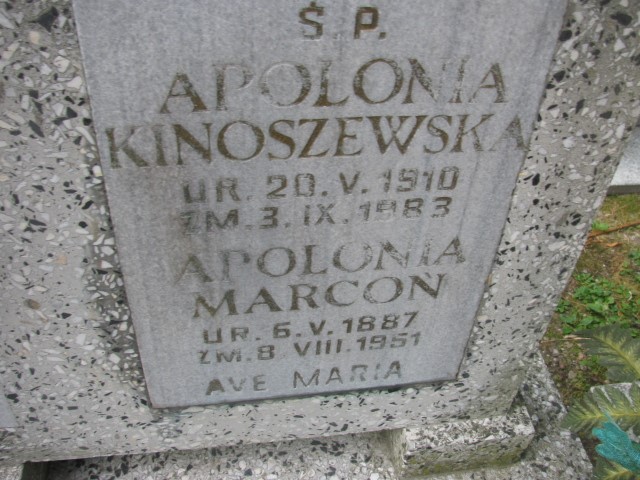 Ś.P.
APOLONIA
KINOSZEWSKA
UR. 20. V. 1910
ZM. 3. IX. 1983
APOLONIA
MARCOŃ
UR. 6. V. 1887
ZM. 8 VIII. 1951
AVE MARIA